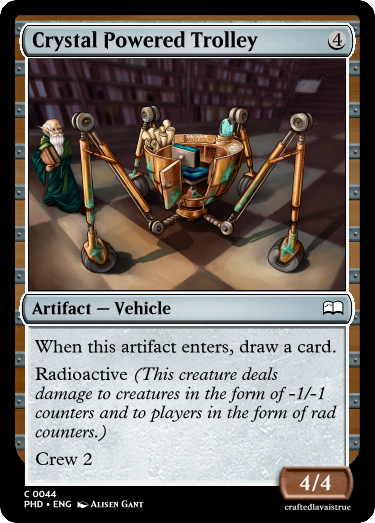 Crystal Powered Trolley 4
Artifact — Vehicle
When this artifact enters, draw a card.
Radioactive (This creature deals
damage to creatures in the form of -1/-1
counters and to players in the form of rad
counters.)
Crew 2
4/4
C 0044
PHD • ENG Alisen Gant
craftedlavaistrue